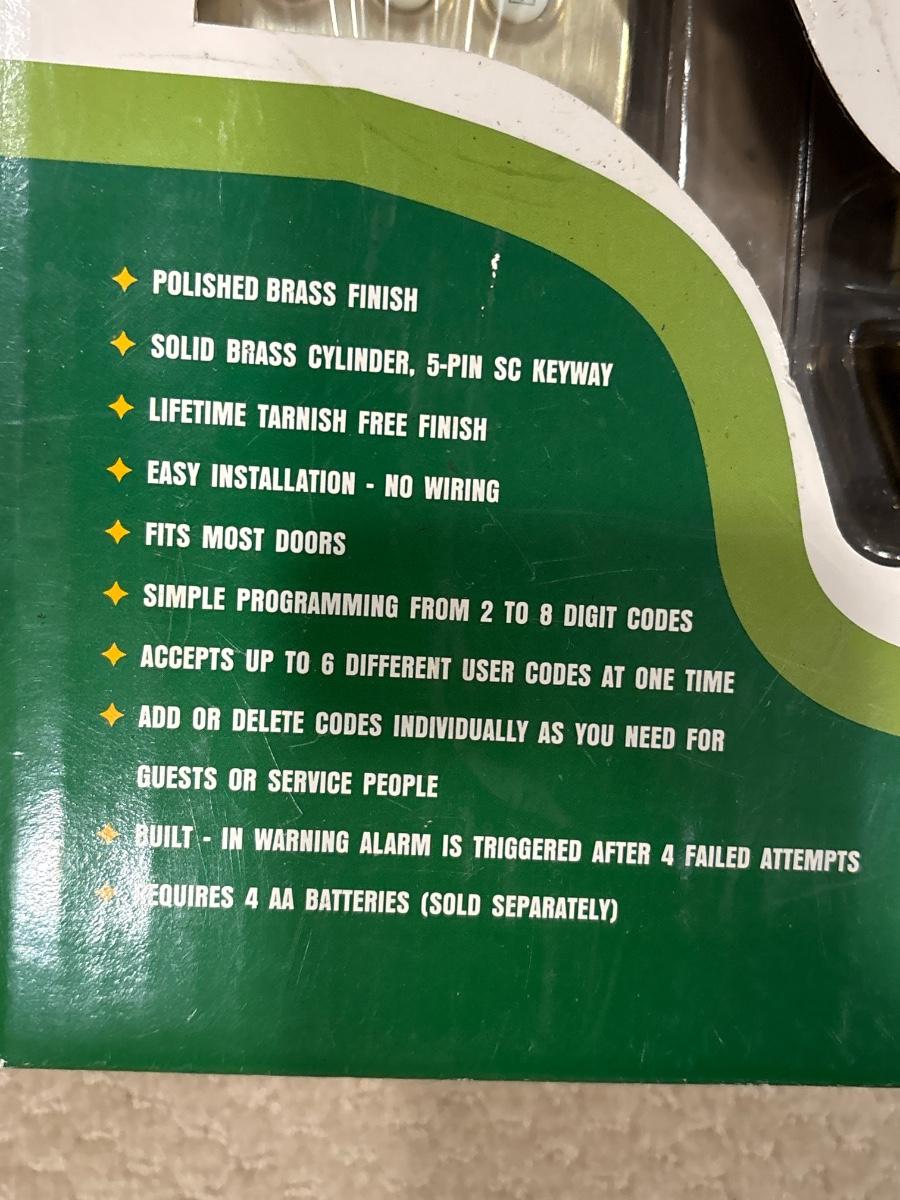 POLISHED BRASS FINISH
SOLID BRASS CYLINDER, 5-PIN SC KEYWAY
LIFETIME TARNISH FREE FINISH
EASY INSTALLATION - NO WIRING
FITS MOST DOORS
SIMPLE PROGRAMMING FROM 2 TO 8 DIGIT CODES
ACCEPTS UP TO 6 DIFFERENT USER CODES AT ONE TIME
ADD OR DELETE CODES INDIVIDUALLY AS YOU NEED FOR
GUESTS OR SERVICE PEOPLE
BUILT - IN WARNING ALARM IS TRIGGERED AFTER 4 FAILED ATTEMPTS
REQUIRES 4 AA BATTERIES (SOLD SEPARATELY)